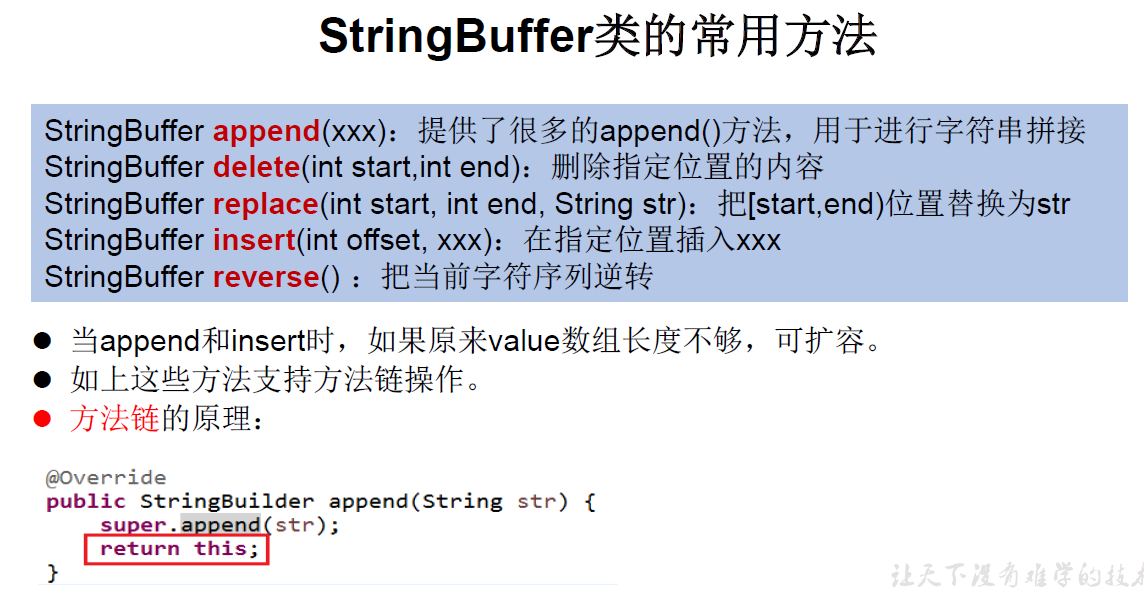 StringBuffer类的常用方法
StringBuffer append(xxx)：提供了很多的append()方法，用于进行字符串拼接
StringBuffer delete(int start,int end)：删除指定位置的内容
StringBuffer replace(int start, int end, String str)：把[start,end)位置替换为str
StringBuffer insert(int offset, xxx)：在指定位置插入xxx
StringBuffer reverse() ：把当前字符序列逆转
● 当append和insert时，如果原来value数组长度不够，可扩容。
● 如上这些方法支持方法链操作。
● 方法链的原理：
@Override
public StringBuilder append(String str) {
    super.append(str);
    return this;
}
让天下没有难学的技术